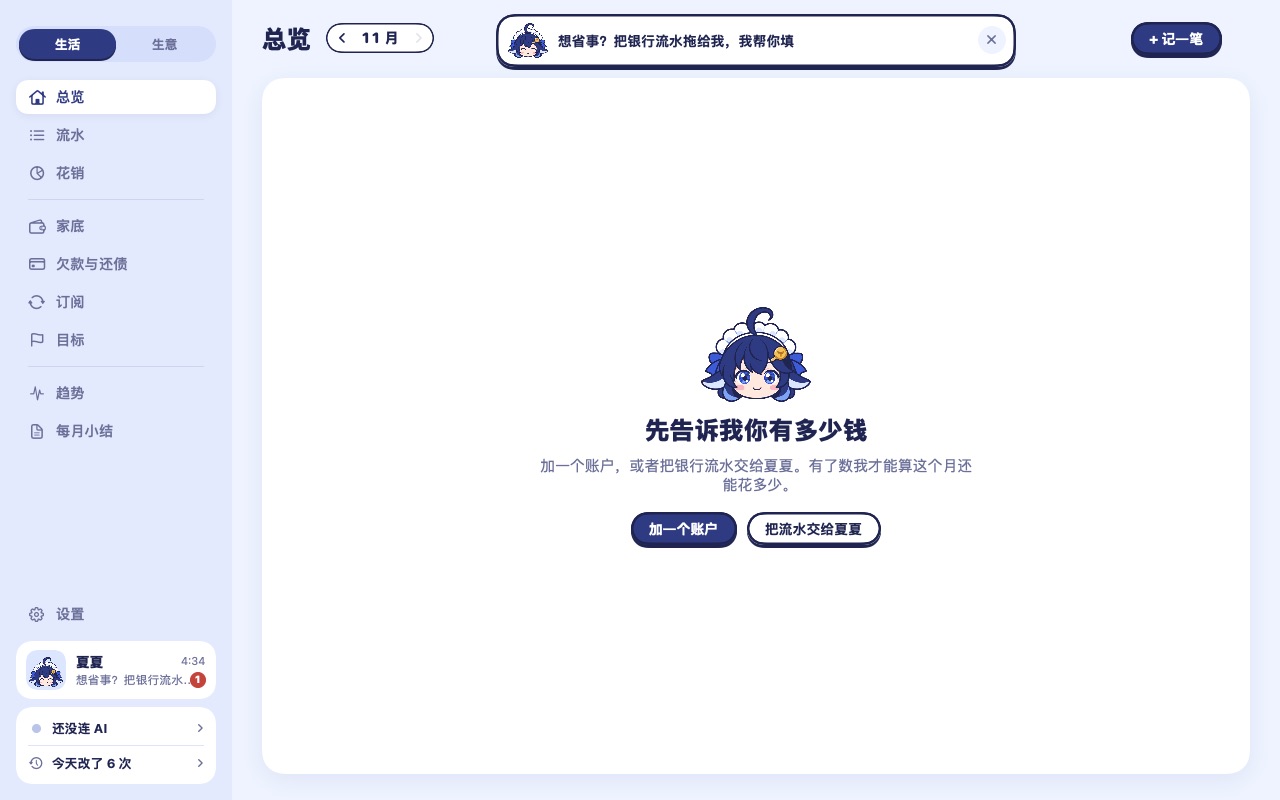 生活
生意
总览
流水
花销
家底
欠款与还债
订阅
目标
趋势
每月小结
设置
夏夏
4:34
想省事？把银行流水...
1
还没连 AI
今天改了 6 次
总览
11 月
想省事？把银行流水拖给我，我帮你填
+ 记一笔
先告诉我你有多少钱
加一个账户，或者把银行流水交给夏夏。有了数我才能算这个月还
能花多少。
加一个账户
把流水交给夏夏